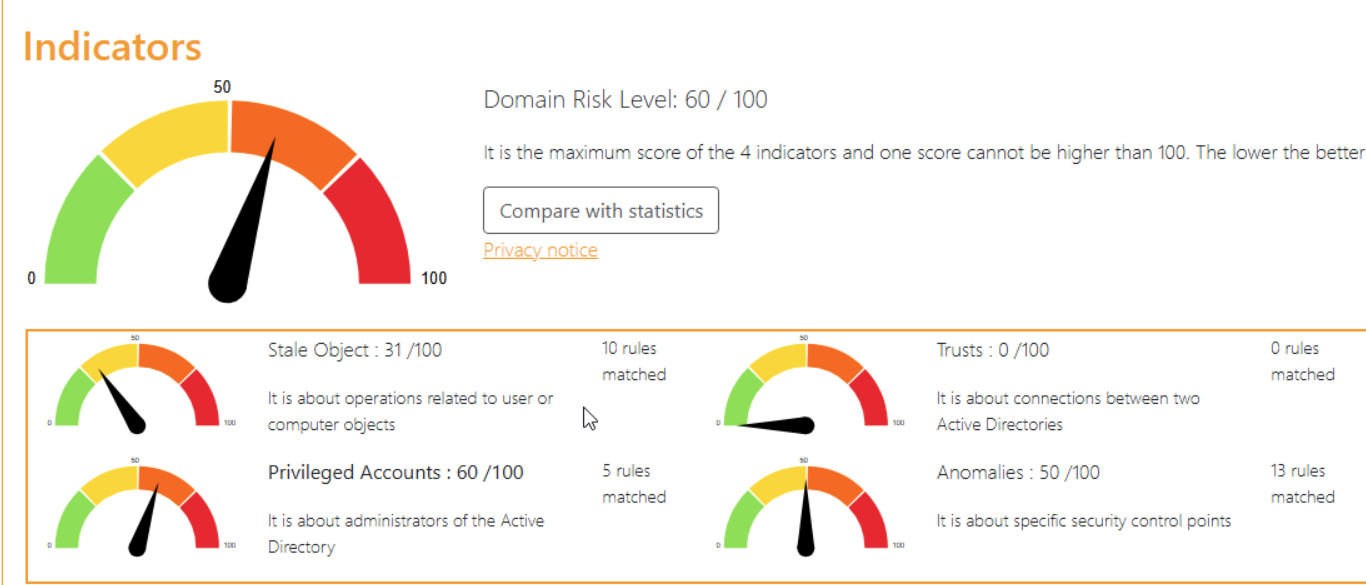 Indicators
50
0
100
Domain Risk Level: 60 / 100
It is the maximum score of the 4 indicators and one score cannot be higher than 100. The lower the better
Compare with statistics
Privacy notice
50
0
100
Stale Object : 31 /100
It is about operations related to user or
computer objects
10 rules
matched
50
0
100
Trusts : 0 /100
It is about connections between two
Active Directories
0 rules
matched
50
0
100
Privileged Accounts : 60 /100
It is about administrators of the Active
Directory
5 rules
matched
50
0
100
Anomalies : 50 /100
It is about specific security control points
13 rules
matched